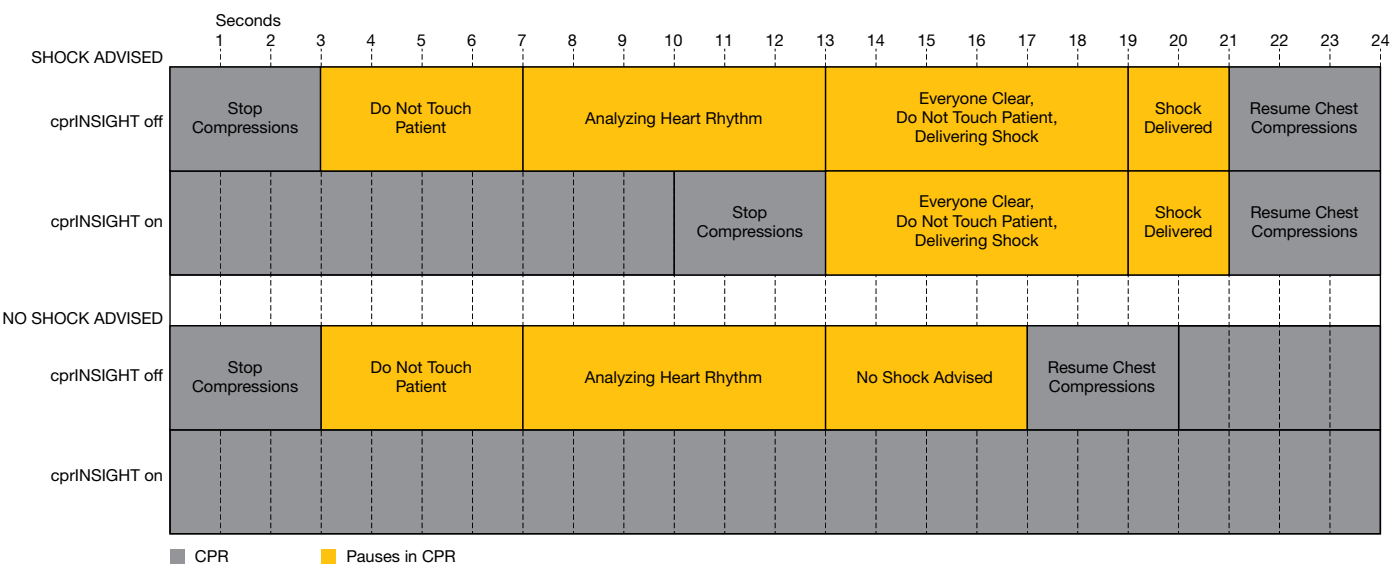 Seconds
1 2 3 4 5 6 7 8 9 10 11 12 13 14 15 16 17 18 19 20 21 22 23 24
SHOCK ADVISED
cprINSIGHT off
Stop
Compressions
Do Not Touch
Patient
Analyzing Heart Rhythm
Everyone Clear,
Do Not Touch Patient,
Delivering Shock
Shock
Delivered
Resume Chest
Compressions
cprINSIGHT on
Stop
Compressions
Everyone Clear,
Do Not Touch Patient,
Delivering Shock
Shock
Delivered
Resume Chest
Compressions
NO SHOCK ADVISED
cprINSIGHT off
Stop
Compressions
Do Not Touch
Patient
Analyzing Heart Rhythm
No Shock Advised
Resume Chest
Compressions
cprINSIGHT on
CPR
Pauses in CPR